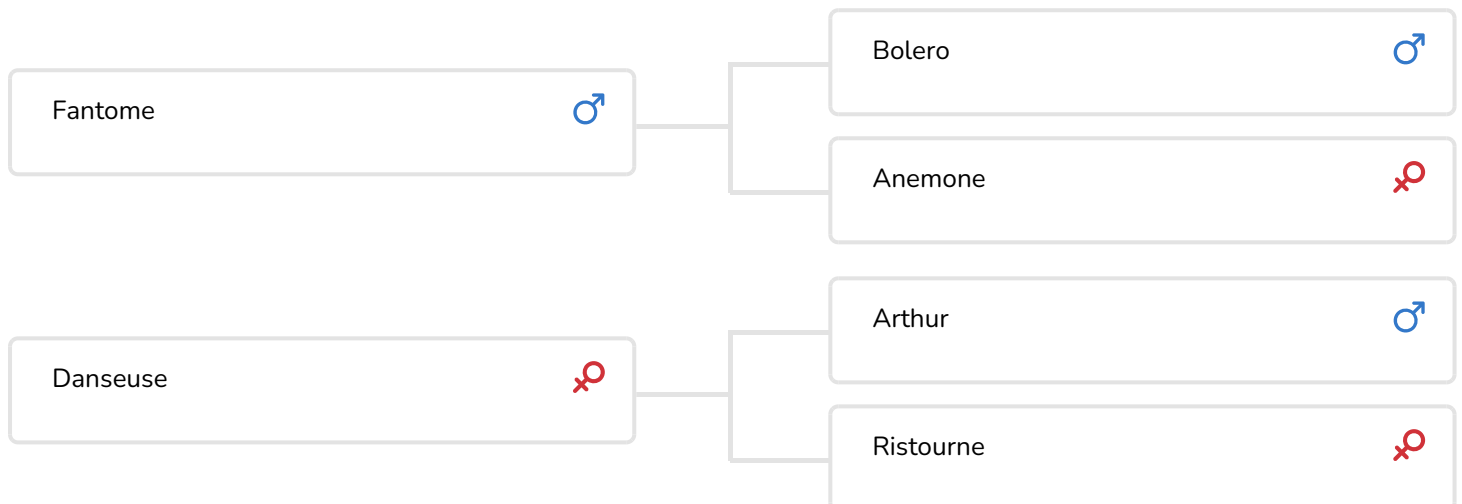 Fantome
Bolero
Anemone
Danseuse
Arthur
Ristourne